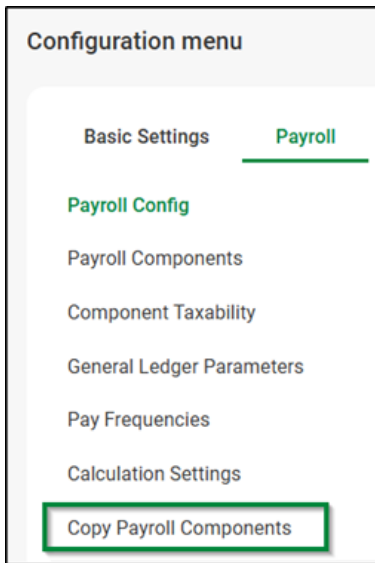 Configuration menu
Basic Settings Payroll
Payroll Config
Payroll Components
Component Taxability
General Ledger Parameters
Pay Frequencies
Calculation Settings
Copy Payroll Components